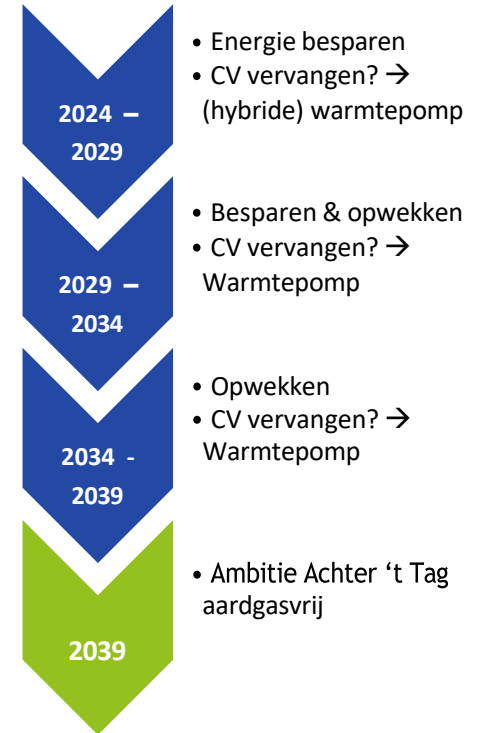 2024 –
2029
• Energie besparen
• CV vervangen? →
(hybride) warmtepomp
2029 –
2034
• Besparen & opwekken
• CV vervangen? →
Warmtepomp
2034 -
2039
• Opwekken
• CV vervangen? →
Warmtepomp
2039
• Ambitie Achter ‘t Tag
aardgasvrij